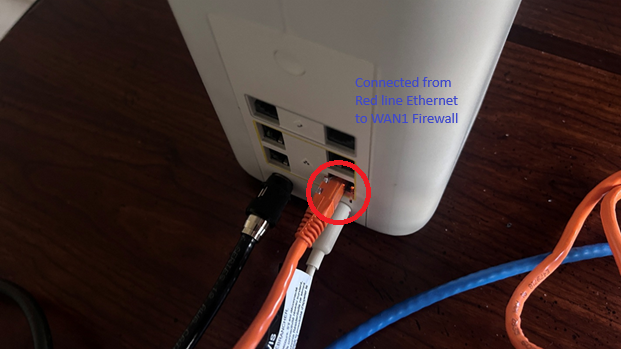 Connected from
Red line Ethernet
to WAN1 Firewall